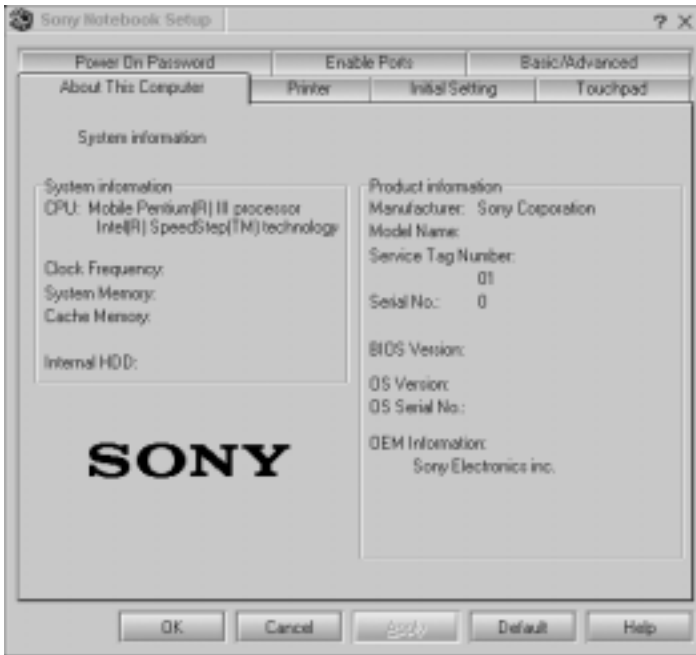 Sony Notebook Setup
Power On Password Enable Ports Basic/Advanced
About This Computer Printer Initial Setting Touchpad
System information
System information
CPU: Mobile Pentium(R) III processor
Intel(R) SpeedStep(TM) technology
Clock Frequency:
System Memory:
Cache Memory:
Internal HDD:
Product information
Manufacturer: Sony Corporation
Model Name:
Service Tag Number:
01
Serial No.: 0
BIOS Version:
OS Version:
OS Serial No.:
OEM Information:
Sony Electronics inc.
SONY
OK Cancel Apply Default Help